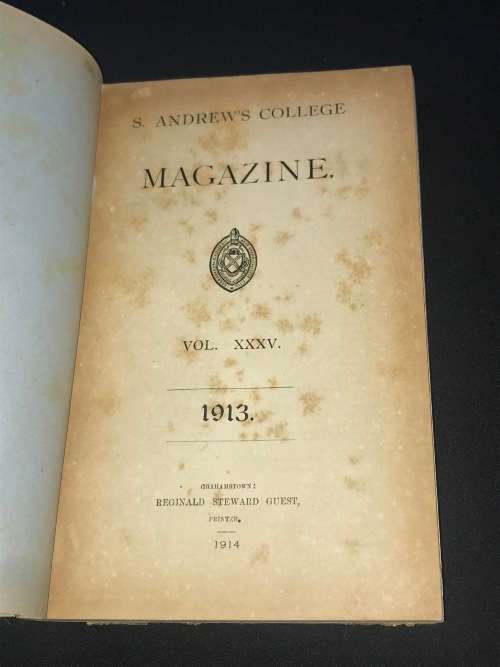 S. ANDREW'S COLLEGE
MAGAZINE.
VOL. XXXV.
1913.
GRAHAMSTOWN:
REGINALD STEWARD GUEST,
PRINTER.
1914